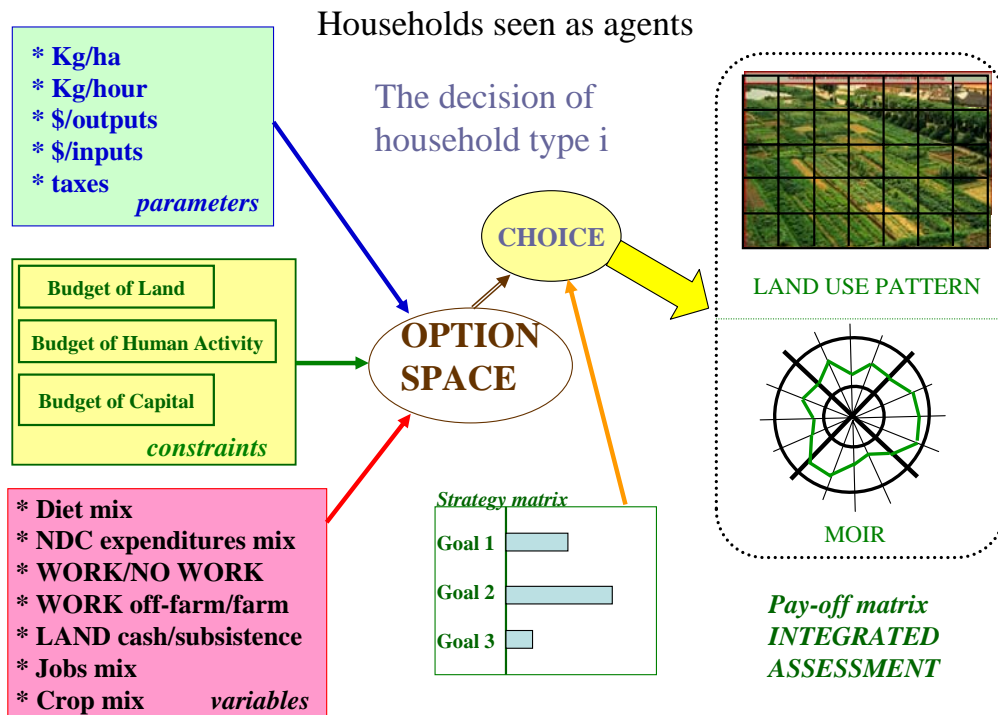 Households seen as agents
* Kg/ha
* Kg/hour
* $/outputs
* $/inputs
* taxes
parameters
The decision of
household type i
CHOICE
LAND USE PATTERN
Budget of Land
Budget of Human Activity
Budget of Capital
constraints
OPTION
SPACE
MOIR
* Diet mix
* NDC expenditures mix
* WORK/NO WORK
* WORK off-farm/farm
* LAND cash/subsistence
* Jobs mix
* Crop mix variables
Strategy matrix
Goal 1
Goal 2
Goal 3
Pay-off matrix
INTEGRATED
ASSESSMENT